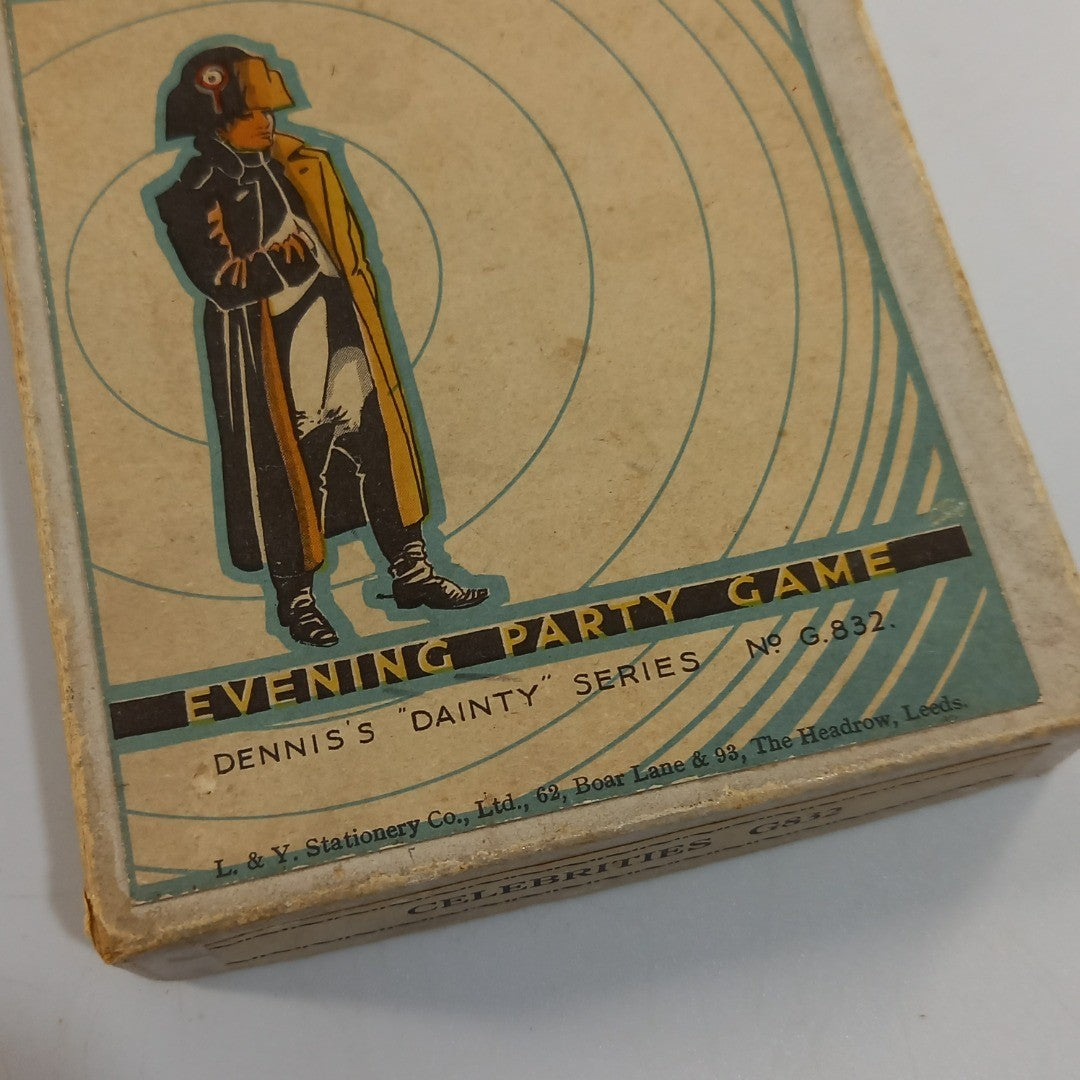 EVENING PARTY GAME
DENNIS'S "DAINTY" SERIES Nº G.832.
L. & Y. Stationery Co., Ltd., 62, Boar Lane & 93, The Headrow, Leeds.
CELEBRITIES G832